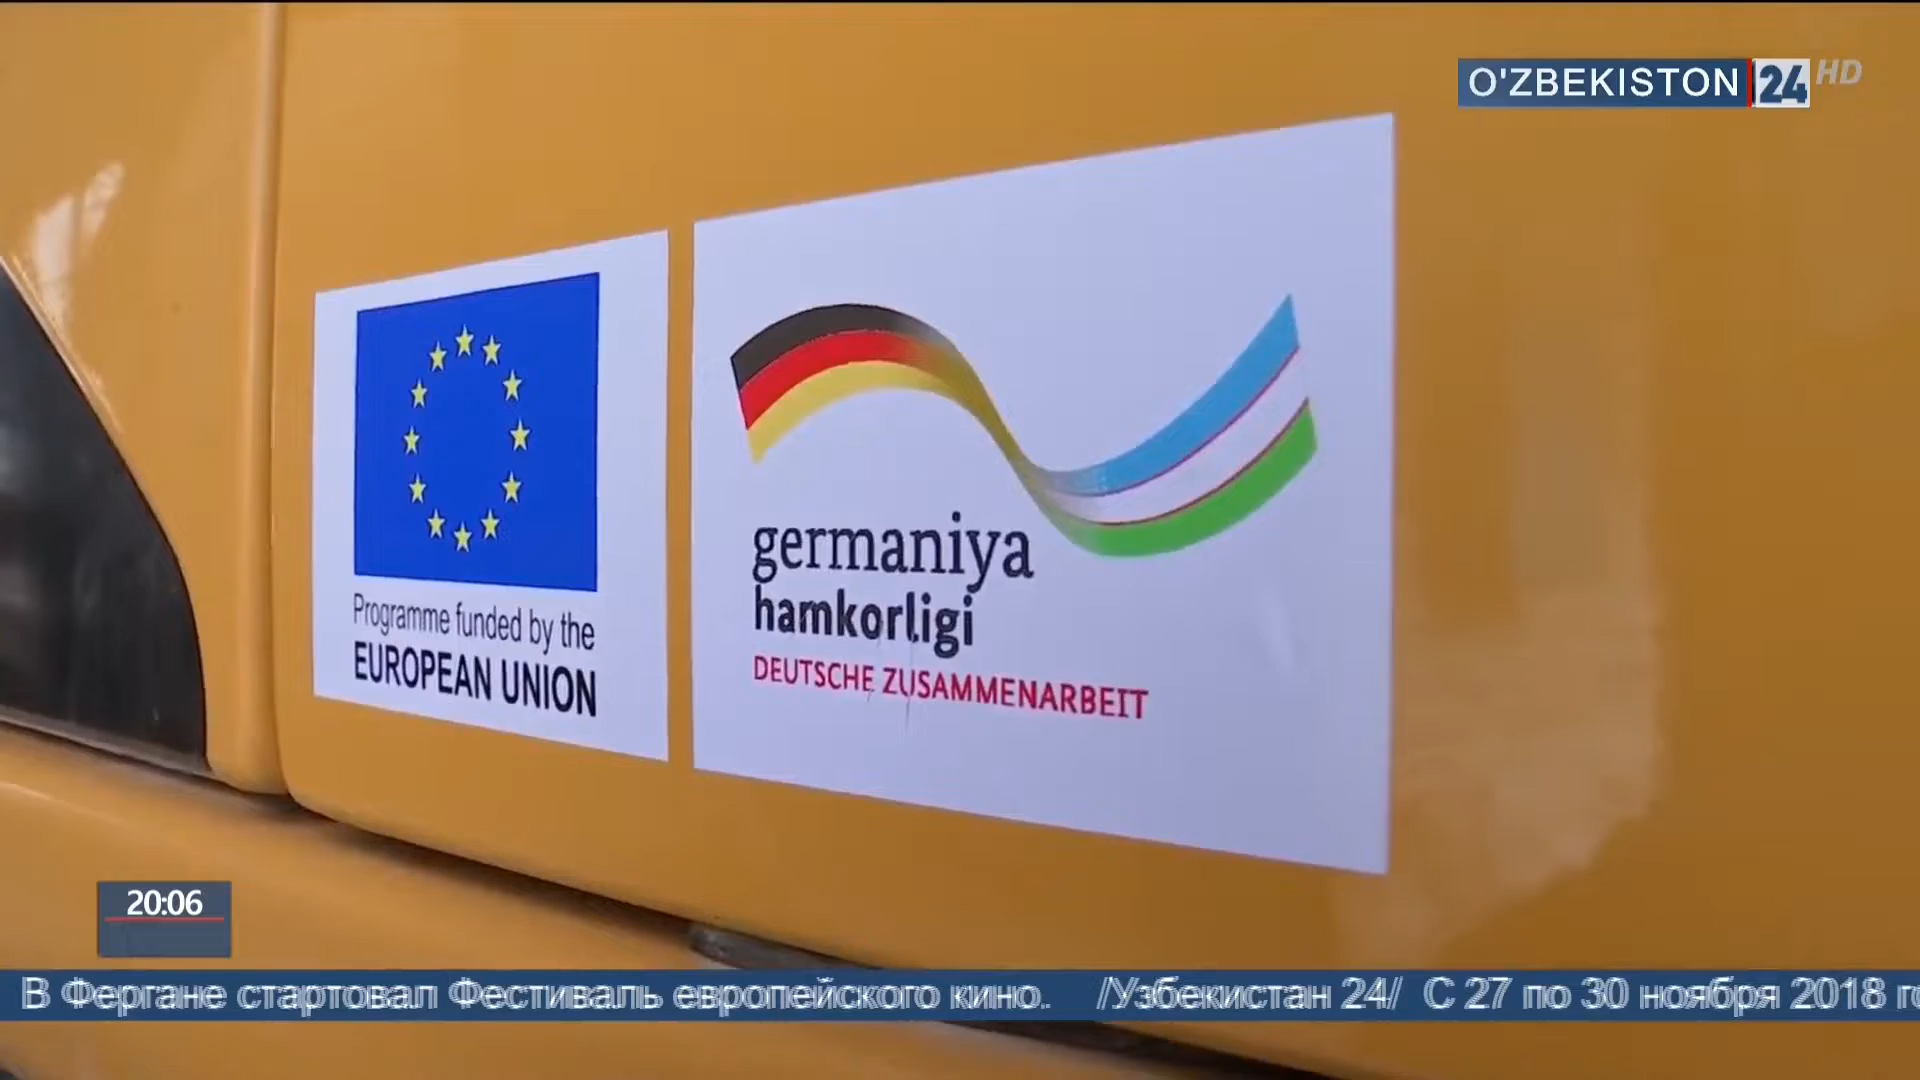 O'ZBEKISTON 24 HD
Programme funded by the
EUROPEAN UNION
germaniya
hamkorligi
DEUTSCHE ZUSAMMENARBEIT
20:06
В Фергане стартовал Фестиваль европейского кино. /Узбекистан 24/ С 27 по 30 ноября 2018 го